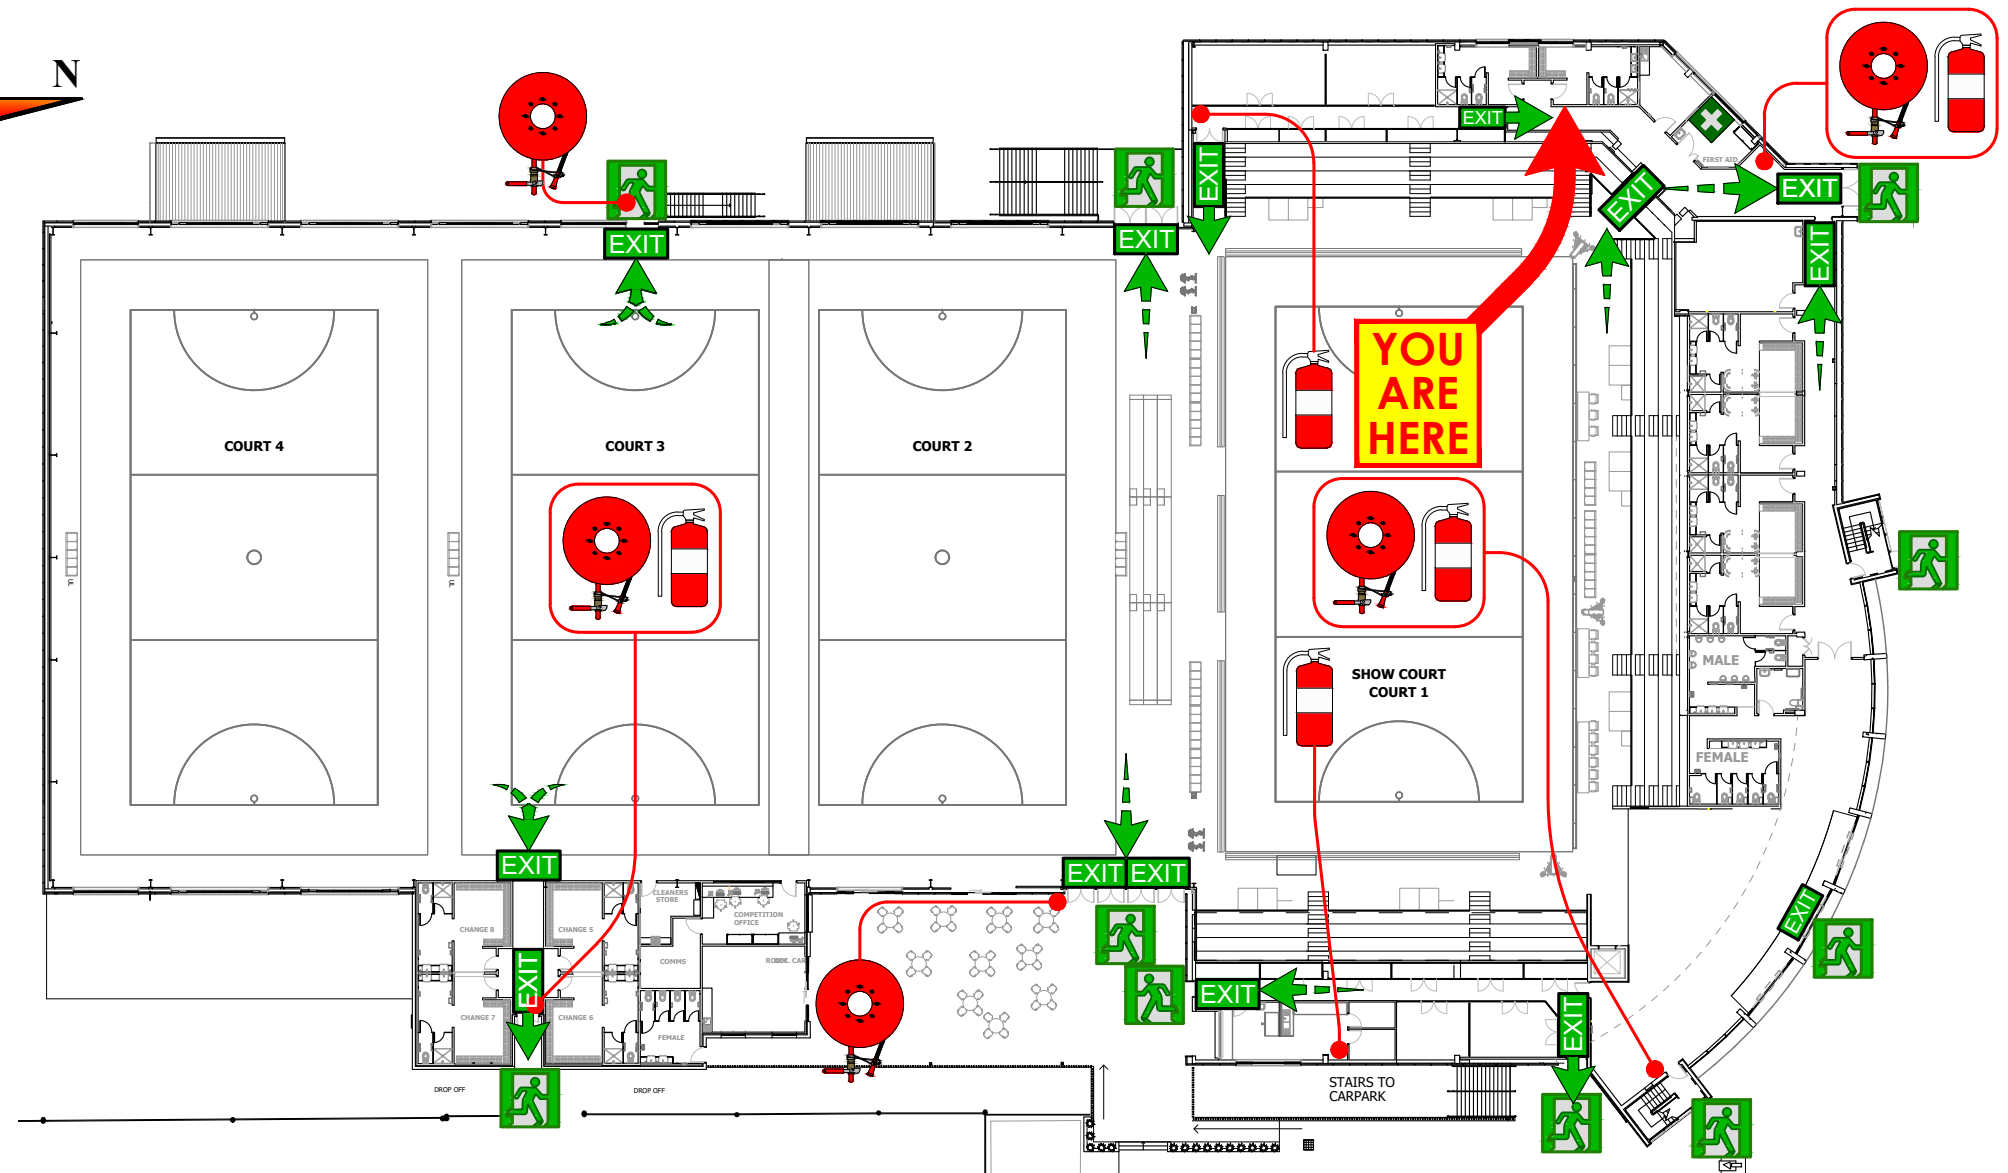 N
EXIT
EXIT
EXIT
EXIT
EXIT
EXIT
EXIT
FIRST AID
YOU
ARE
HERE
COURT 4
COURT 3
COURT 2
SHOW COURT
COURT 1
MALE
FEMALE
EXIT
EXIT
EXIT
EXIT
CLEANERS
STORE
COMPETITION
OFFICE
CHANGE 8
CHANGE 5
COMMS
EXIT
CHANGE 7
CHANGE 6
FEMALE
EXIT
EXIT
DROP OFF
DROP OFF
STAIRS TO
CARPARK